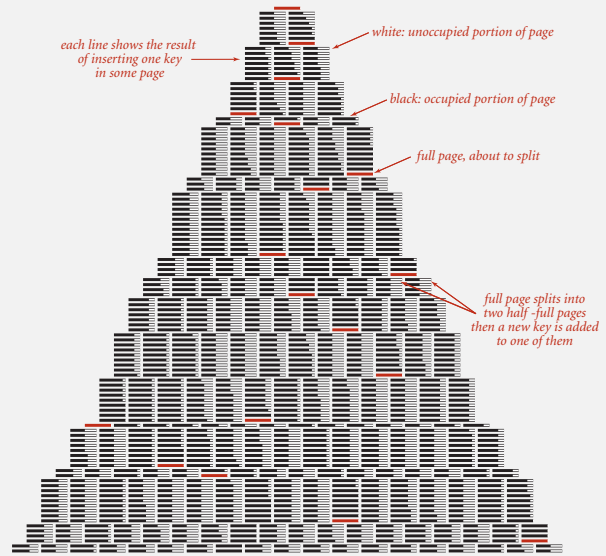 white: unoccupied portion of page
each line shows the result
of inserting one key
in some page
black: occupied portion of page
full page, about to split
full page splits into
two half -full pages
then a new key is added
to one of them